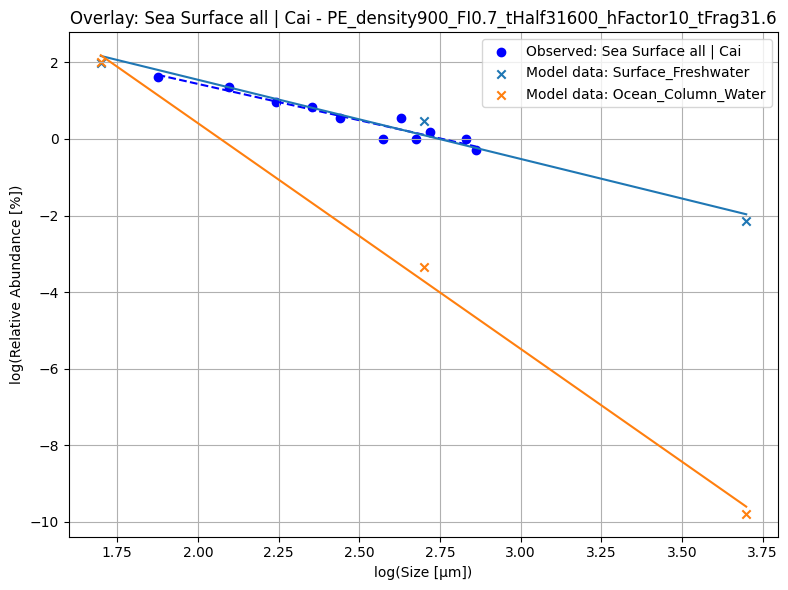 Overlay: Sea Surface all | Cai - PE_density900_FI0.7_tHalf31600_hFactor10_tFrag31.6
Observed: Sea Surface all | Cai
Model data: Surface_Freshwater
Model data: Ocean_Column_Water
log(Relative Abundance [%])
2
0
−2
−4
−6
−8
−10
1.75 2.00 2.25 2.50 2.75 3.00 3.25 3.50 3.75
log(Size [μm])